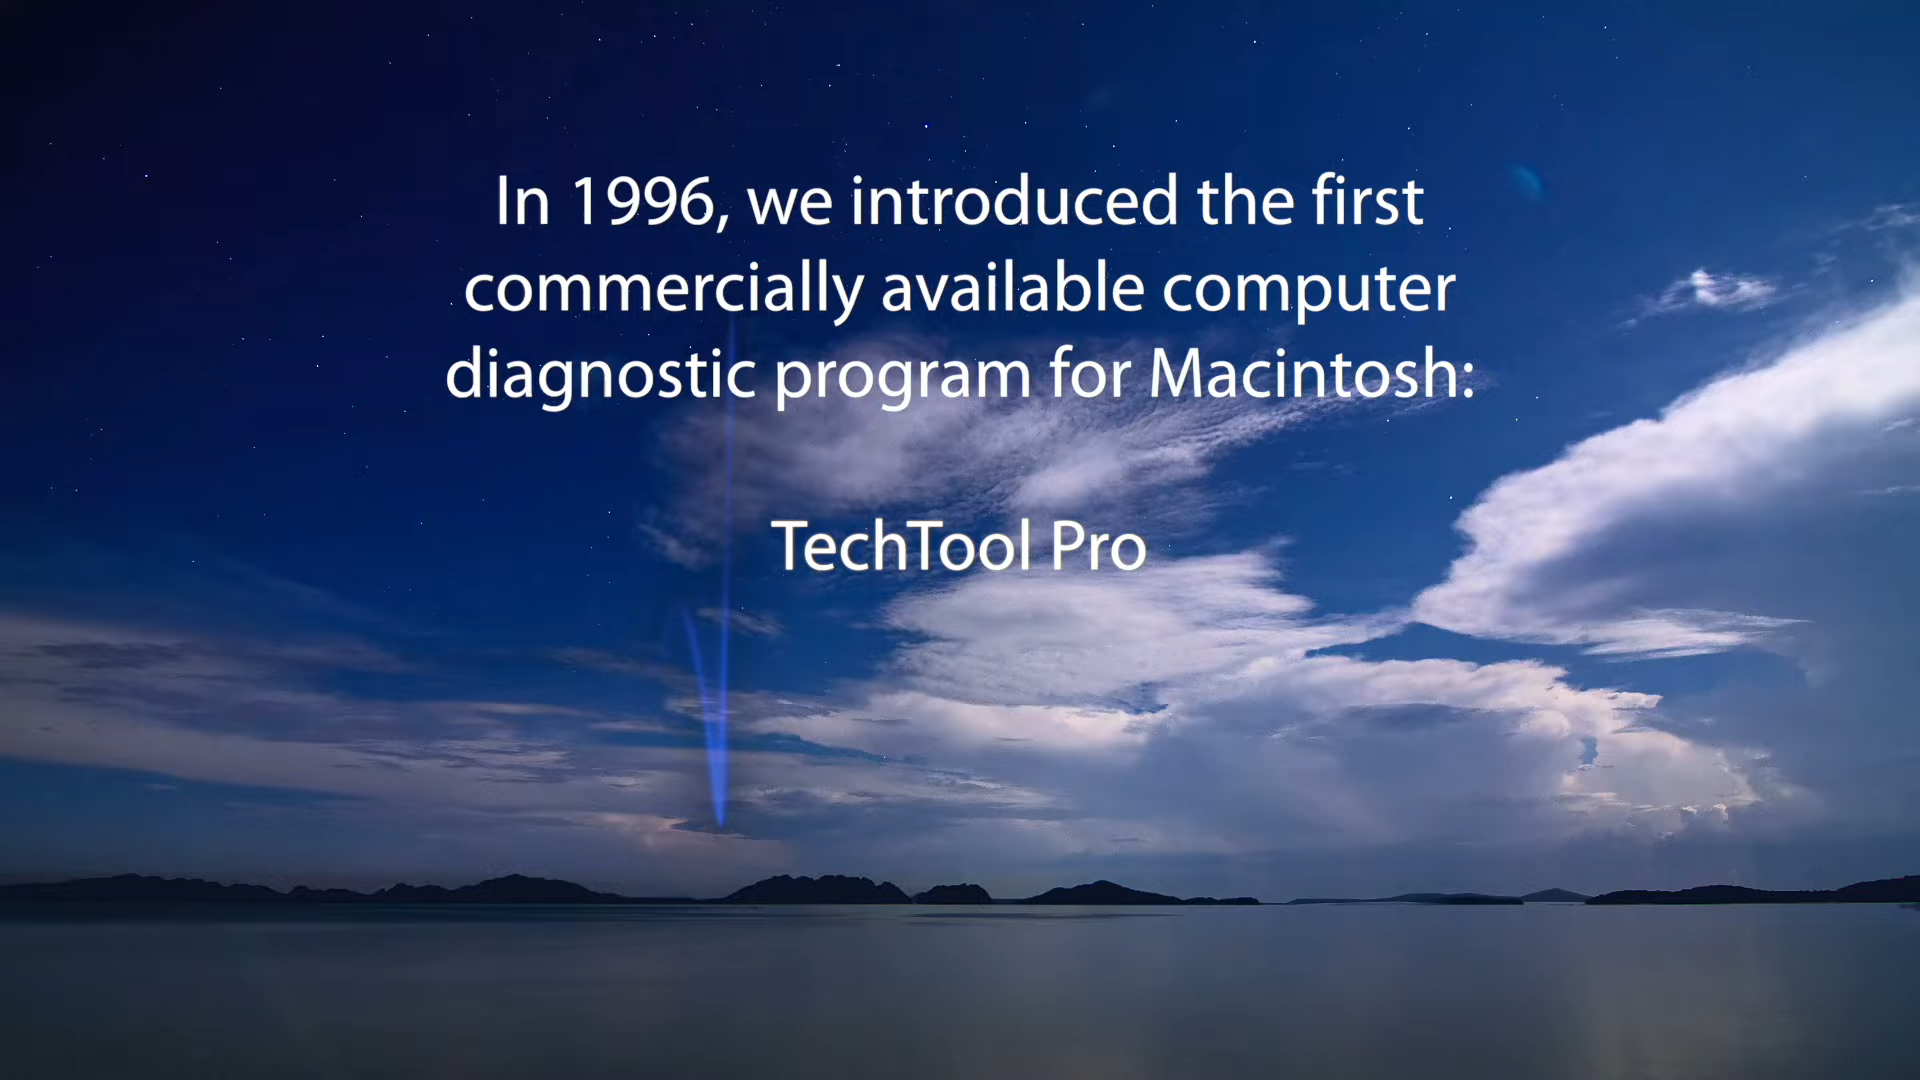 In 1996, we introduced the first
commercially available computer
diagnostic program for Macintosh:
TechTool Pro